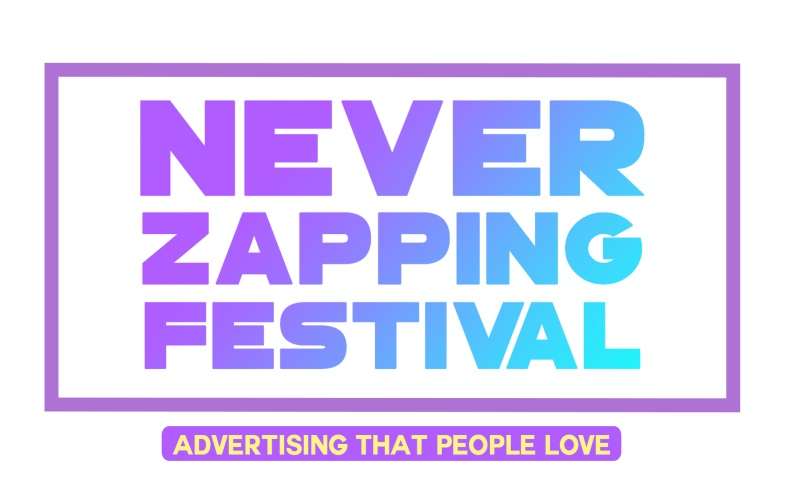 NEVER
ZAPPING
FESTIVAL
ADVERTISING THAT PEOPLE LOVE